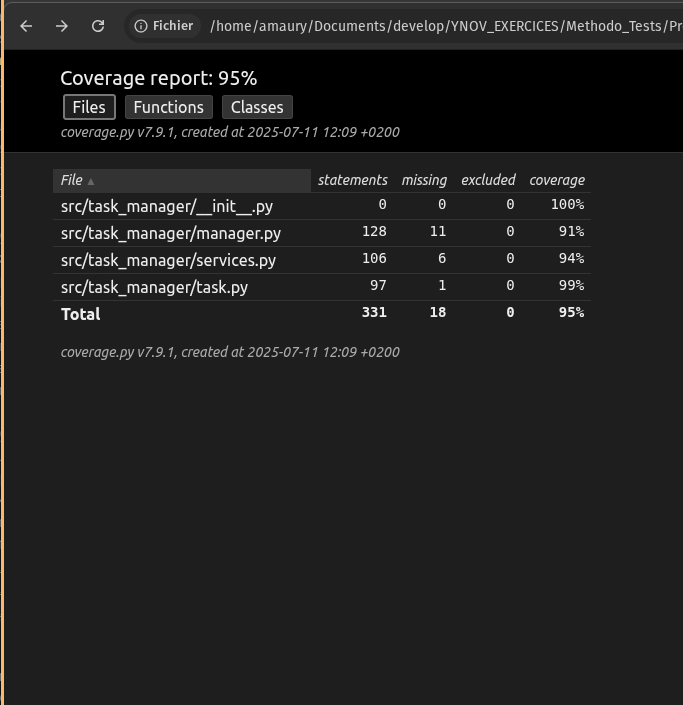 Fichier /home/amaury/Documents/develop/YNOV_EXERCICES/Methodo_Tests/Pr
Coverage report: 95%
Files Functions Classes
coverage.py v7.9.1, created at 2025-07-11 12:09 +0200
File ▲ statements missing excluded coverage
src/task_manager/__init__.py 0 0 0 100%
src/task_manager/manager.py 128 11 0 91%
src/task_manager/services.py 106 6 0 94%
src/task_manager/task.py 97 1 0 99%
Total 331 18 0 95%
coverage.py v7.9.1, created at 2025-07-11 12:09 +0200